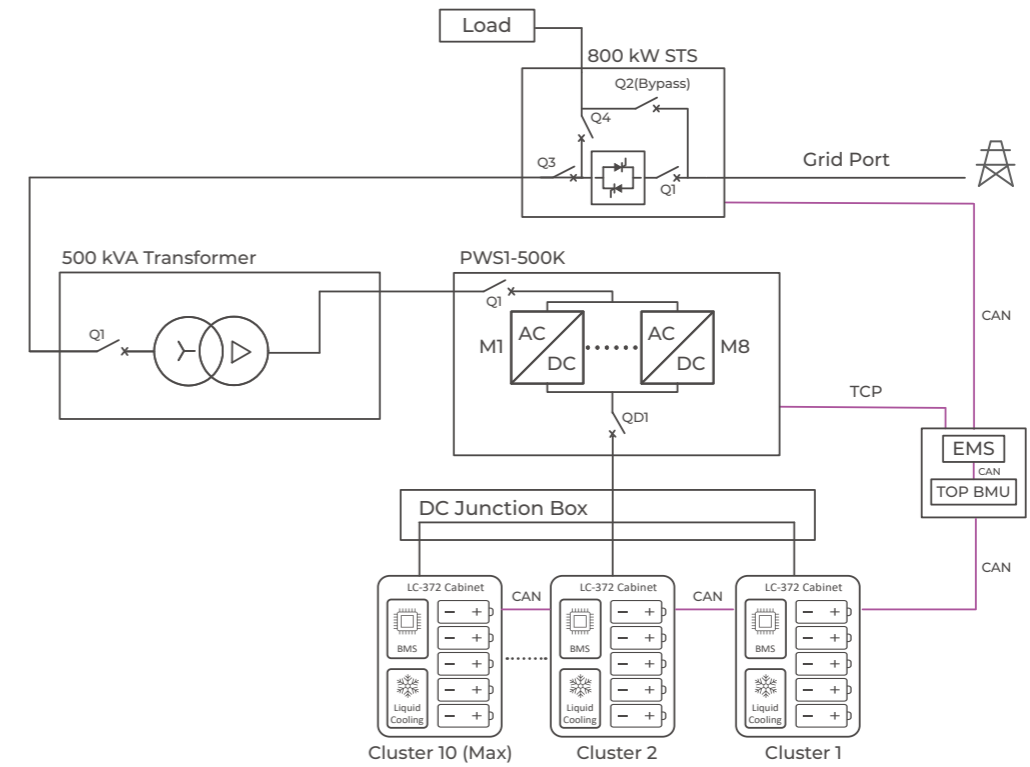 Load
800 kW STS
Q2(Bypass)
Q4
Q3
Q1
Grid Port
500 kVA Transformer
Q1
PWS1-500K
Q1
M1
AC
DC
AC
DC
M8
QD1
CAN
TCP
EMS
CAN
TOP BMU
CAN
DC Junction Box
LC-372 Cabinet
BMS
Liquid
Cooling
− +
− +
− +
− +
− +
Cluster 10 (Max)
CAN
LC-372 Cabinet
BMS
Liquid
Cooling
− +
− +
− +
− +
− +
Cluster 2
CAN
LC-372 Cabinet
BMS
Liquid
Cooling
− +
− +
− +
− +
− +
Cluster 1